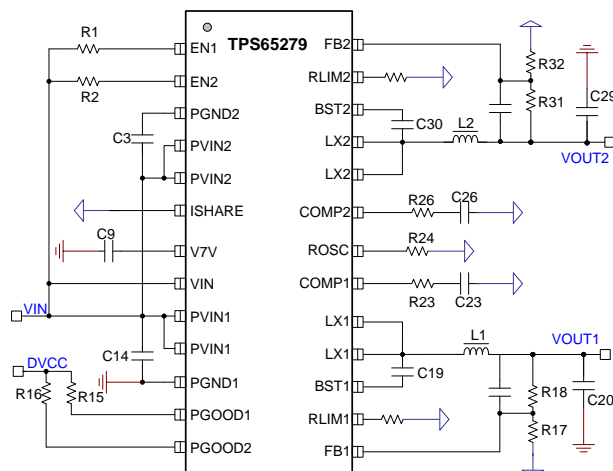 TPS65279
R1
EN1
FB2
R32
R2
EN2
RLIM2
R31
C29
PGND2
BST2
C3
C30
L2
PVIN2
LX2
VOUT2
PVIN2
LX2
ISHARE
COMP2
R26
C26
C9
V7V
ROSC
R24
VIN
COMP1
R23
C23
VIN
PVIN1
LX1
L1
VOUT1
PVIN1
LX1
C14
C19
DVCC
PGND1
BST1
R16
R15
R18
C20
PGOOD1
RLIM1
R17
PGOOD2
FB1